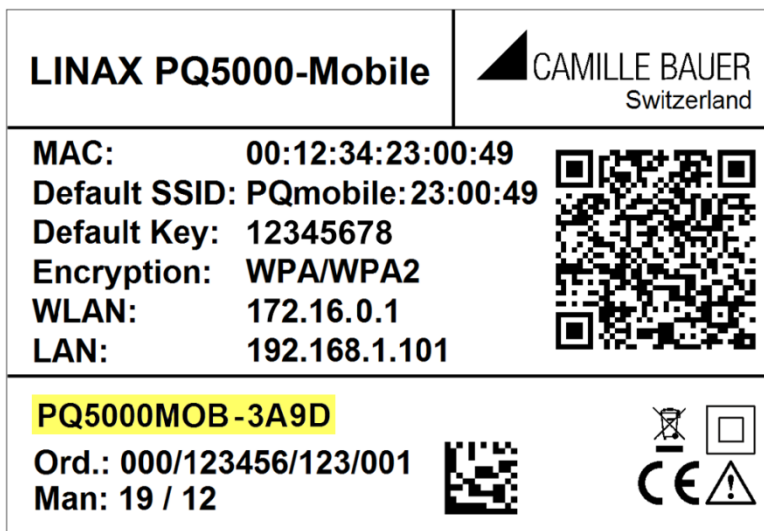 LINAX PQ5000-Mobile
CAMILLE BAUER
Switzerland
MAC: 00:12:34:23:00:49
Default SSID: PQmobile:23:00:49
Default Key: 12345678
Encryption: WPA/WPA2
WLAN: 172.16.0.1
LAN: 192.168.1.101
PQ5000MOB-3A9D
Ord.: 000/123456/123/001
Man: 19 / 12
CE